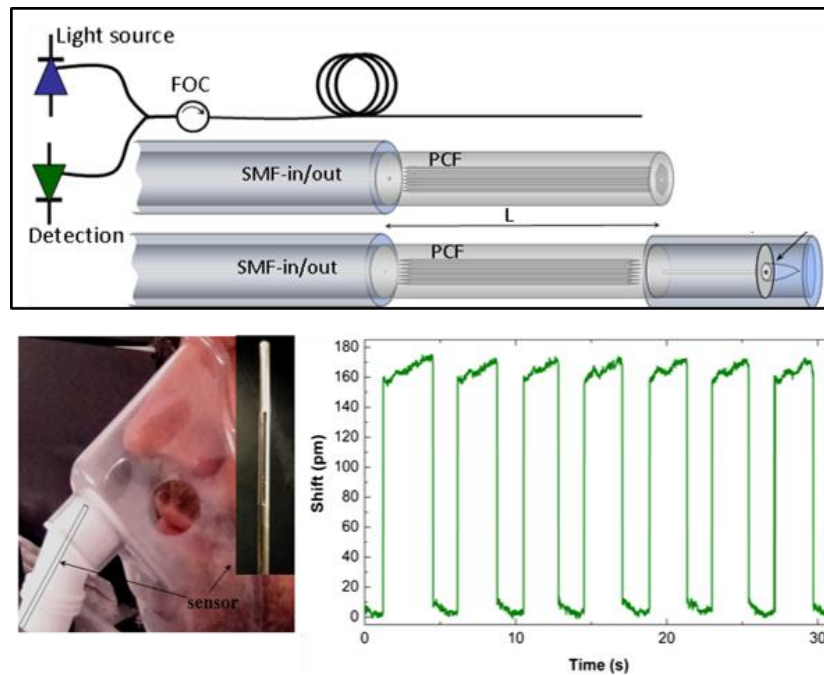 Light source
FOC
SMF-in/out
PCF
L
Detection
SMF-in/out
PCF
sensor
180
160
140
120
100
80
60
40
20
0
Shift (pm)
0 10 20 30
Time (s)